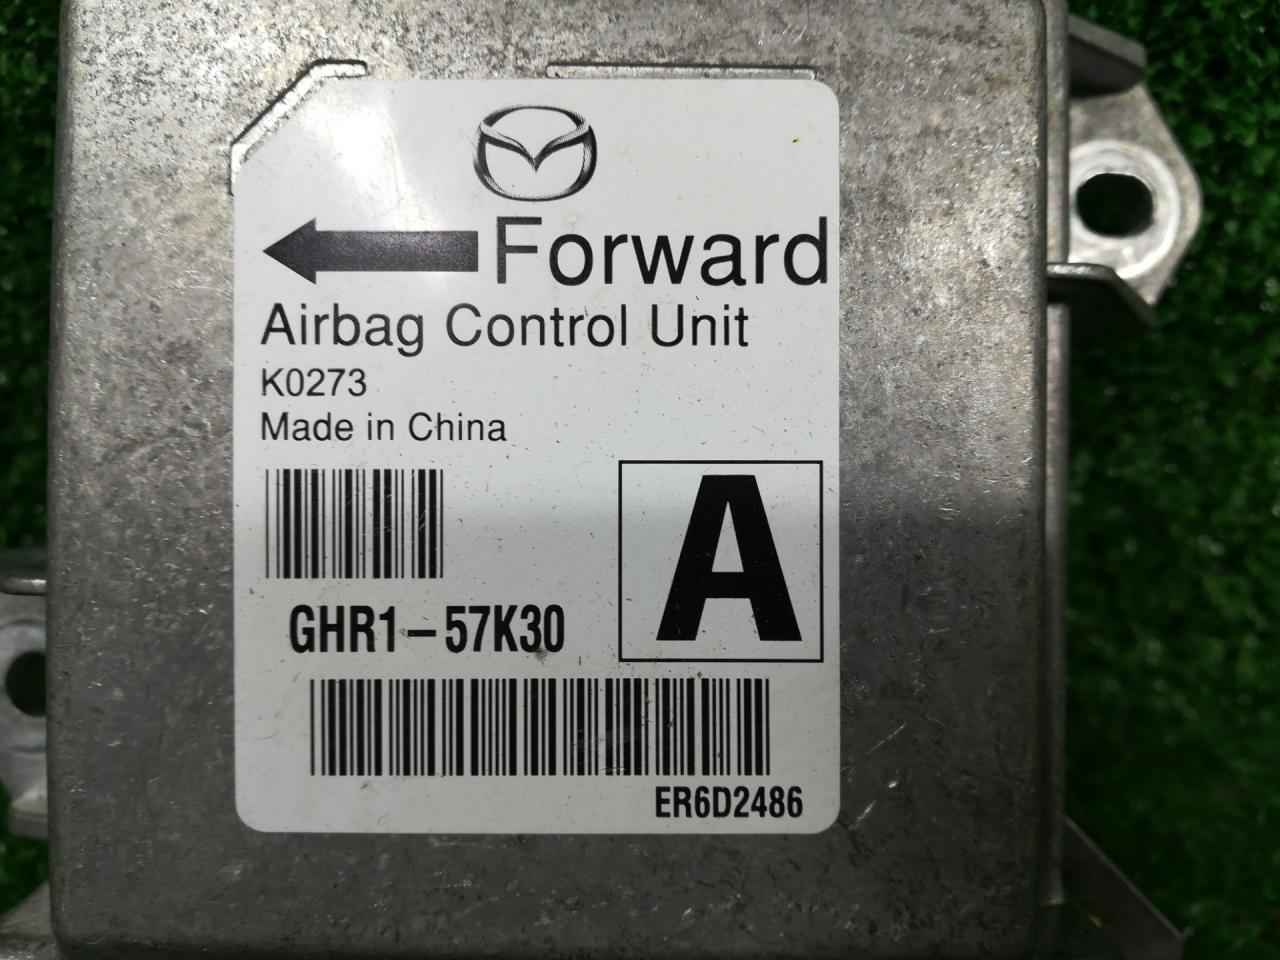 Forward
Airbag Control Unit
K0273
Made in China
A
GHR1-57K30
ER6D2486